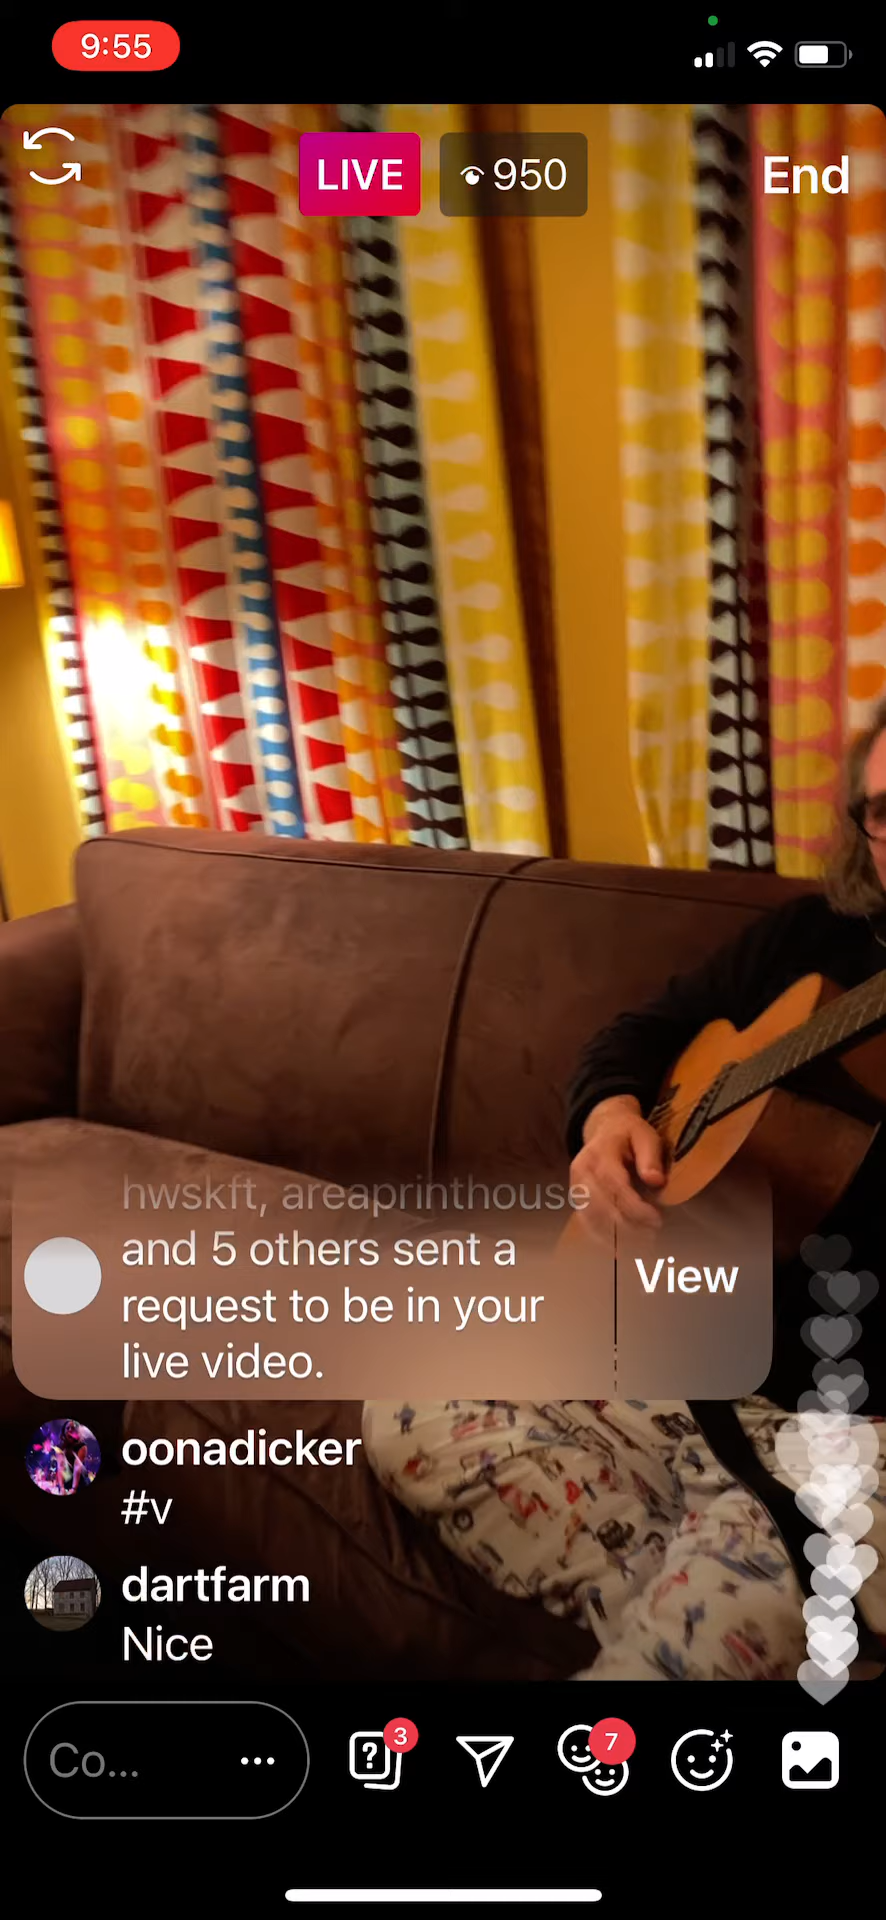 9:55
LIVE
950
End
hwskft, areaprinthouse
and 5 others sent a
request to be in your
live video.
View
oonadicker
#v
dartfarm
Nice
Co...
3
7